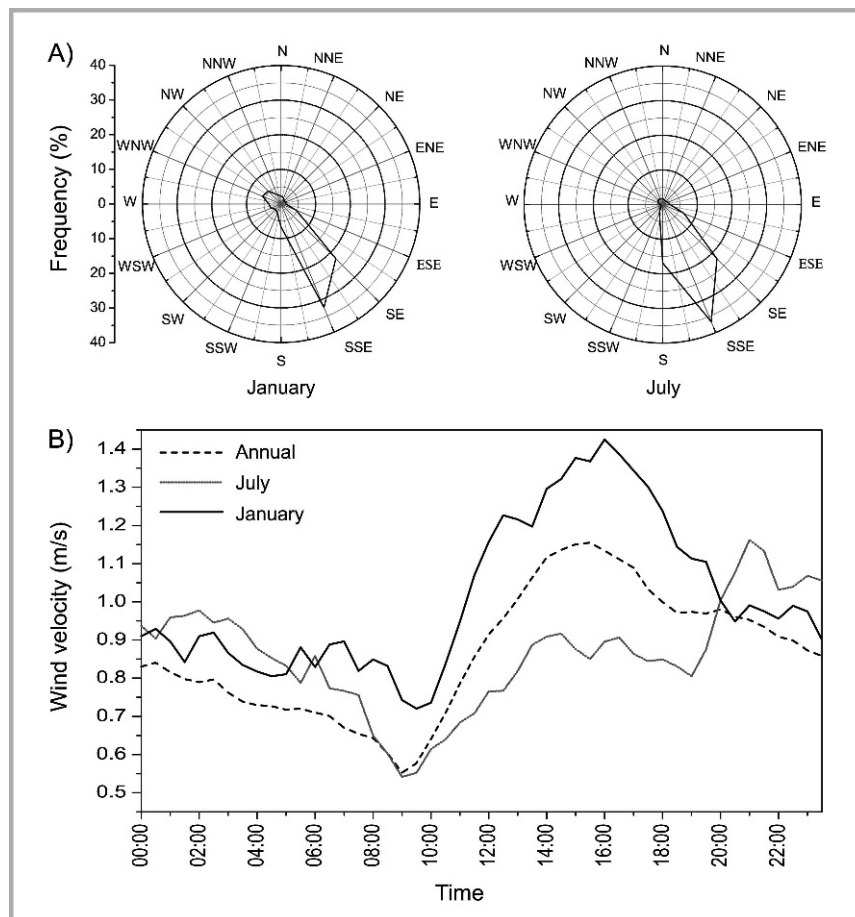 A)
Frequency (%)
40
30
20
10
0
10
20
30
40
N
NNE
NE
ENE
E
ESE
SE
SSE
S
SSW
SW
WSW
W
WNW
NW
NNW
January
N
NNE
NE
ENE
E
ESE
SE
SSE
S
SSW
SW
WSW
W
WNW
NW
NNW
July
B)
Wind velocity (m/s)
1.4
1.3
1.2
1.1
1.0
0.9
0.8
0.7
0.6
0.5
Annual
July
January
00:00
02:00
04:00
06:00
08:00
10:00
12:00
14:00
16:00
18:00
20:00
22:00
Time